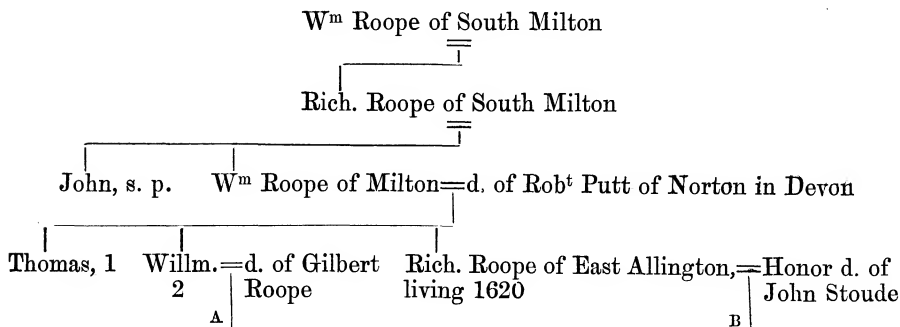 Wᵐ Roope of South Milton
Rich. Roope of South Milton
John, s. p. Wᵐ Roope of Milton=d. of Robᵗ Putt of Norton in Devon
Thomas, 1 Willm.=d. of Gilbert Rich. Roope of East Allington,=Honor d. of
2 Roope living 1620 John Stoude
A B